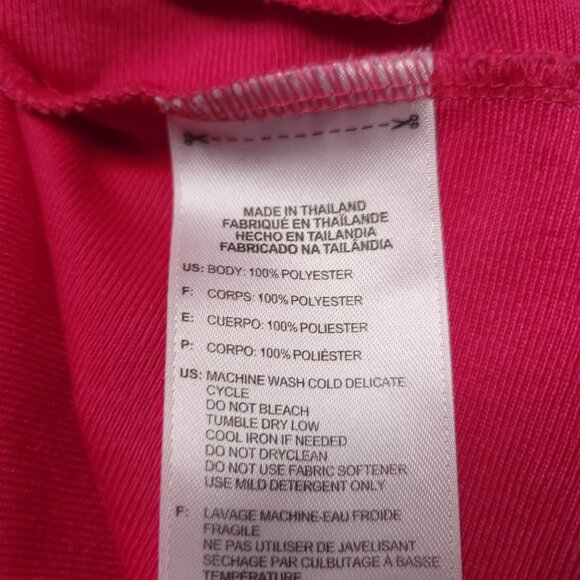 MADE IN THAILAND
FABRIQUÉ EN THAÏLANDE
HECHO EN TAILANDIA
FABRICADO NA TAILÂNDIA
US: BODY: 100% POLYESTER
F: CORPS: 100% POLYESTER
E: CUERPO: 100% POLIESTER
P: CORPO: 100% POLIÉSTER
US: MACHINE WASH COLD DELICATE
CYCLE
DO NOT BLEACH
TUMBLE DRY LOW
COOL IRON IF NEEDED
DO NOT DRYCLEAN
DO NOT USE FABRIC SOFTENER
USE MILD DETERGENT ONLY
F: LAVAGE MACHINE-EAU FROIDE
FRAGILE
NE PAS UTILISER DE JAVELISANT
SÉCHAGE PAR CULBUTAGE À BASSE
TEMPÉRATURE